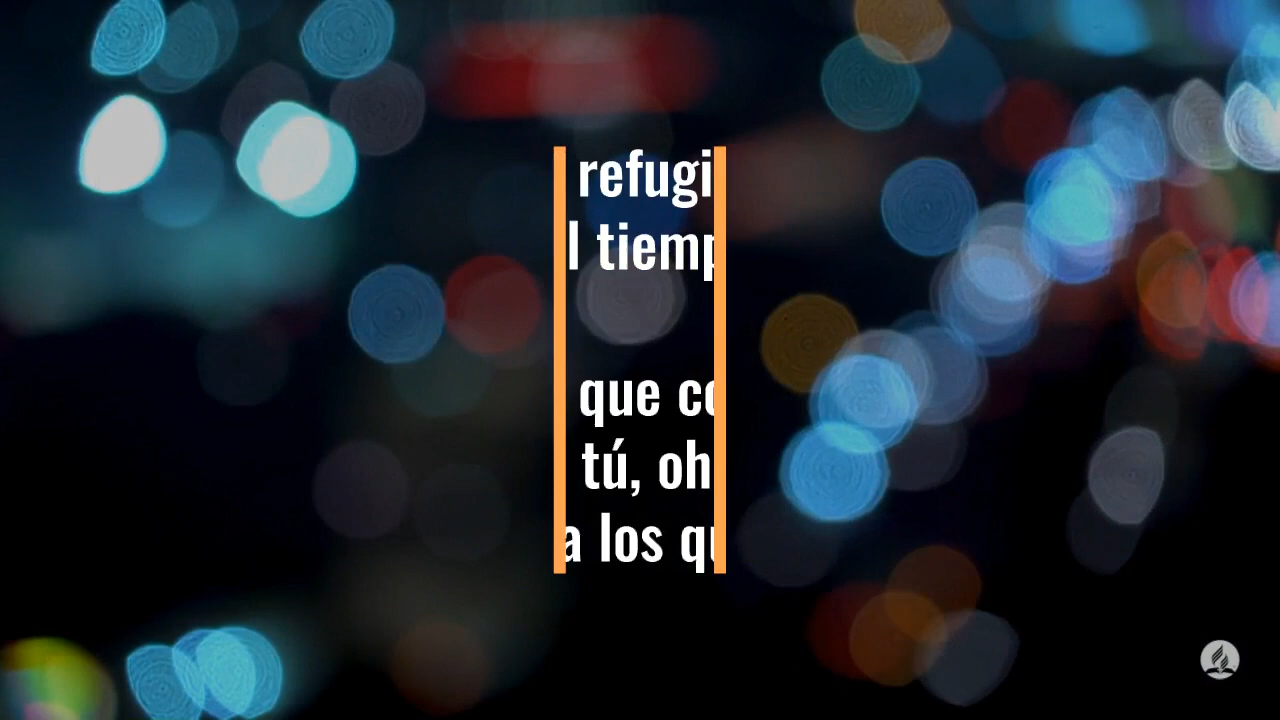 refugi
l tiemp
que co
tú, oh
a los qu